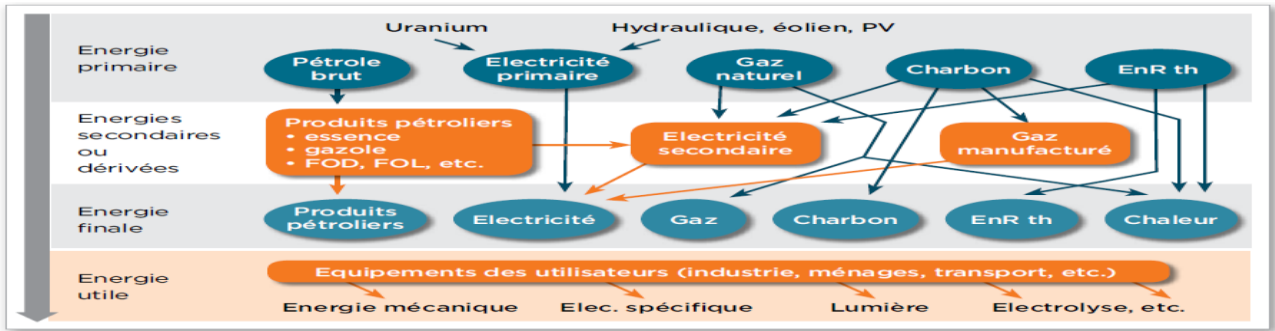 Uranium
Hydraulique, éolien, PV
Energie
primaire
Pétrole
brut
Electricité
primaire
Gaz
naturel
Charbon
EnR th
Energies
secondaires
ou
dérivées
Produits pétroliers
• essence
• gazole
• FOD, FOL, etc.
Electricité
secondaire
Gaz
manufacturé
Energie
finale
Produits
pétroliers
Electricité
Gaz
Charbon
EnR th
Chaleur
Energie
utile
Equipements des utilisateurs (industrie, ménages, transport, etc.)
Energie mécanique
Elec. spécifique
Lumière
Electrolyse, etc.